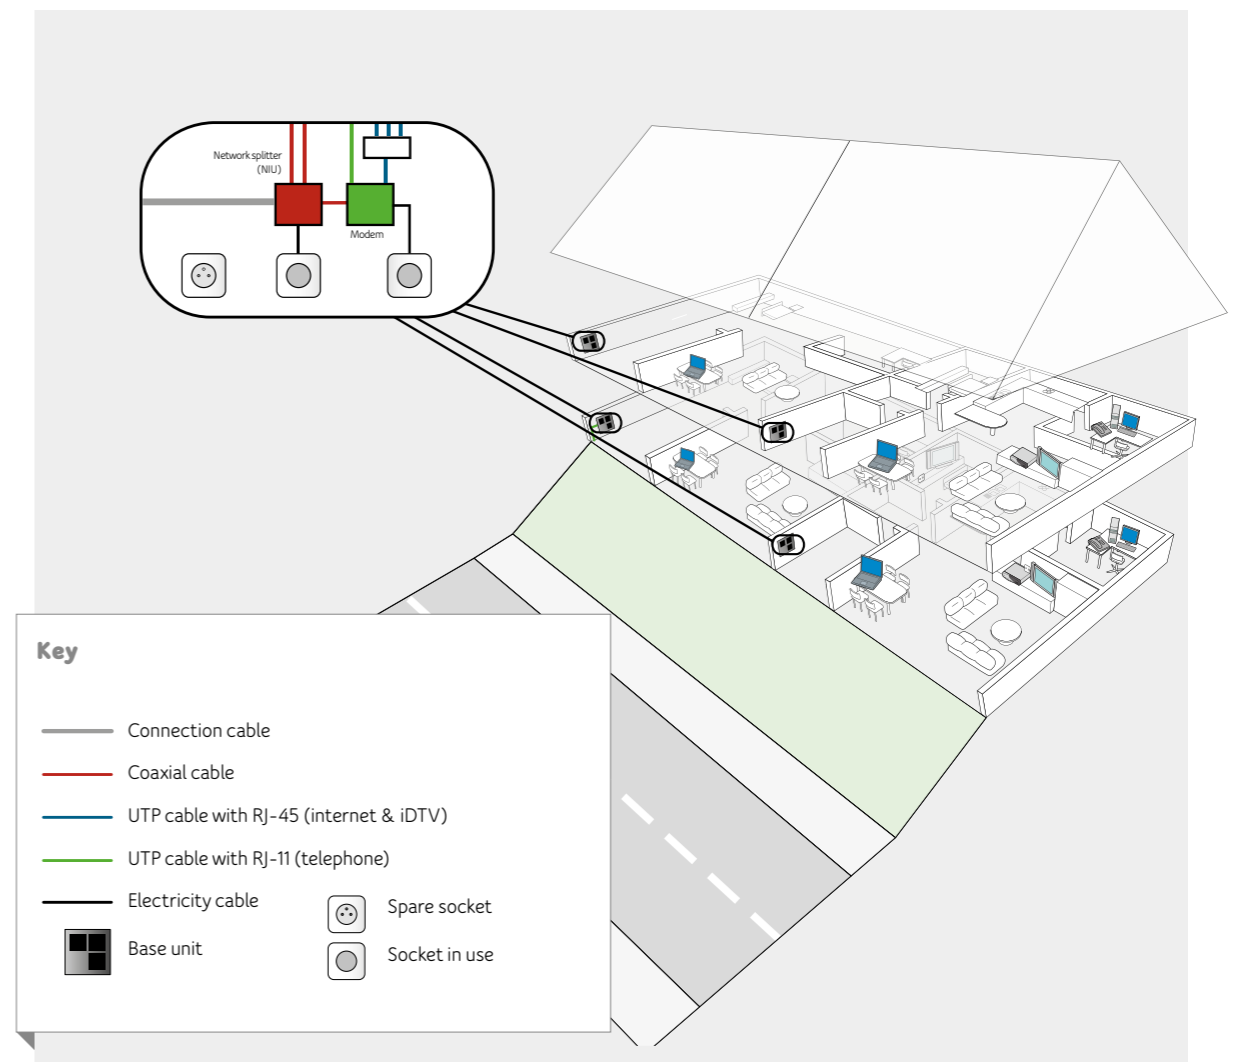 Network splitter
(NIU)
Modem
Key
Connection cable
Coaxial cable
UTP cable with RJ-45 (internet & iDTV)
UTP cable with RJ-11 (telephone)
Electricity cable
Spare socket
Base unit
Socket in use